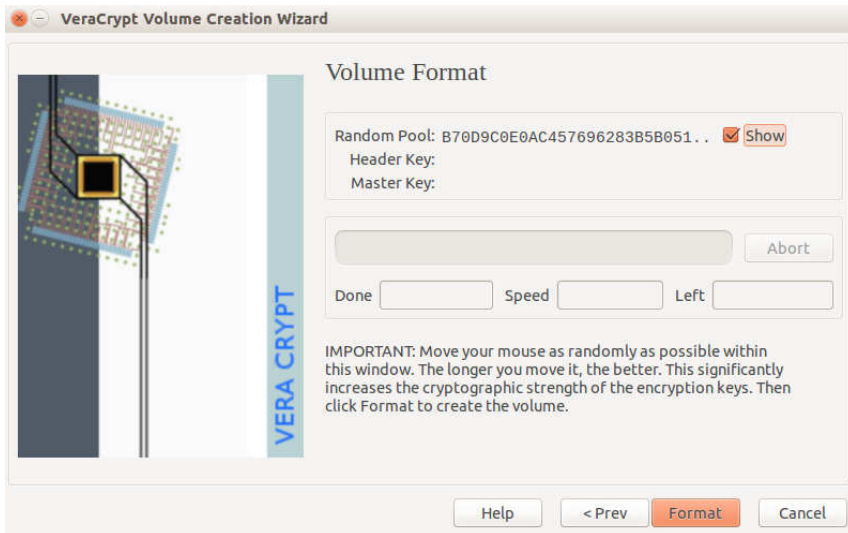 VeraCrypt Volume Creation Wizard
Volume Format
Random Pool: B70D9C0E0AC457696283B5B051.. Show
Header Key:
Master Key:
Abort
Done Speed Left
IMPORTANT: Move your mouse as randomly as possible within
this window. The longer you move it, the better. This significantly
increases the cryptographic strength of the encryption keys. Then
click Format to create the volume.
VERA CRYPT
Help < Prev Format Cancel